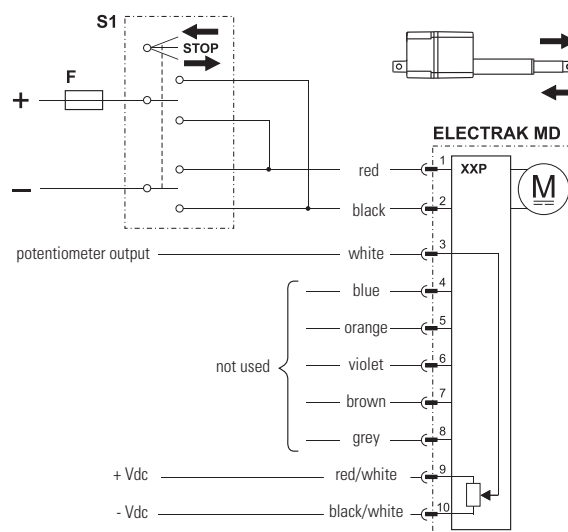 S1
STOP
F
+
−
ELECTRAK MD
red 1 XXP
M
black 2
potentiometer output white 3
blue 4
orange 5
not used violet 6
brown 7
grey 8
+ Vdc red/white 9
- Vdc black/white 10